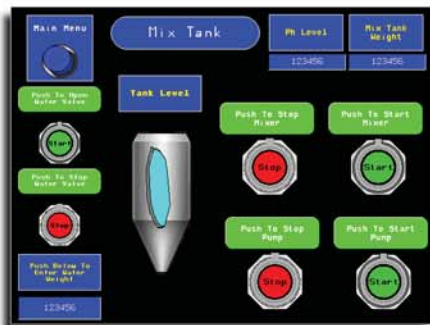 Main Menu
Mix Tank
Ph Level
Mix Tank
Weight
123456
123456
Push To Open
Water Valve
Start
Tank Level
Push To Stop
Mixer
Push To Start
Mixer
Stop
Start
Push To Stop
Water Valve
Stop
Push To Stop
Pump
Push To Start
Pump
Stop
Start
Push Below To
Enter Water
Weight
123456